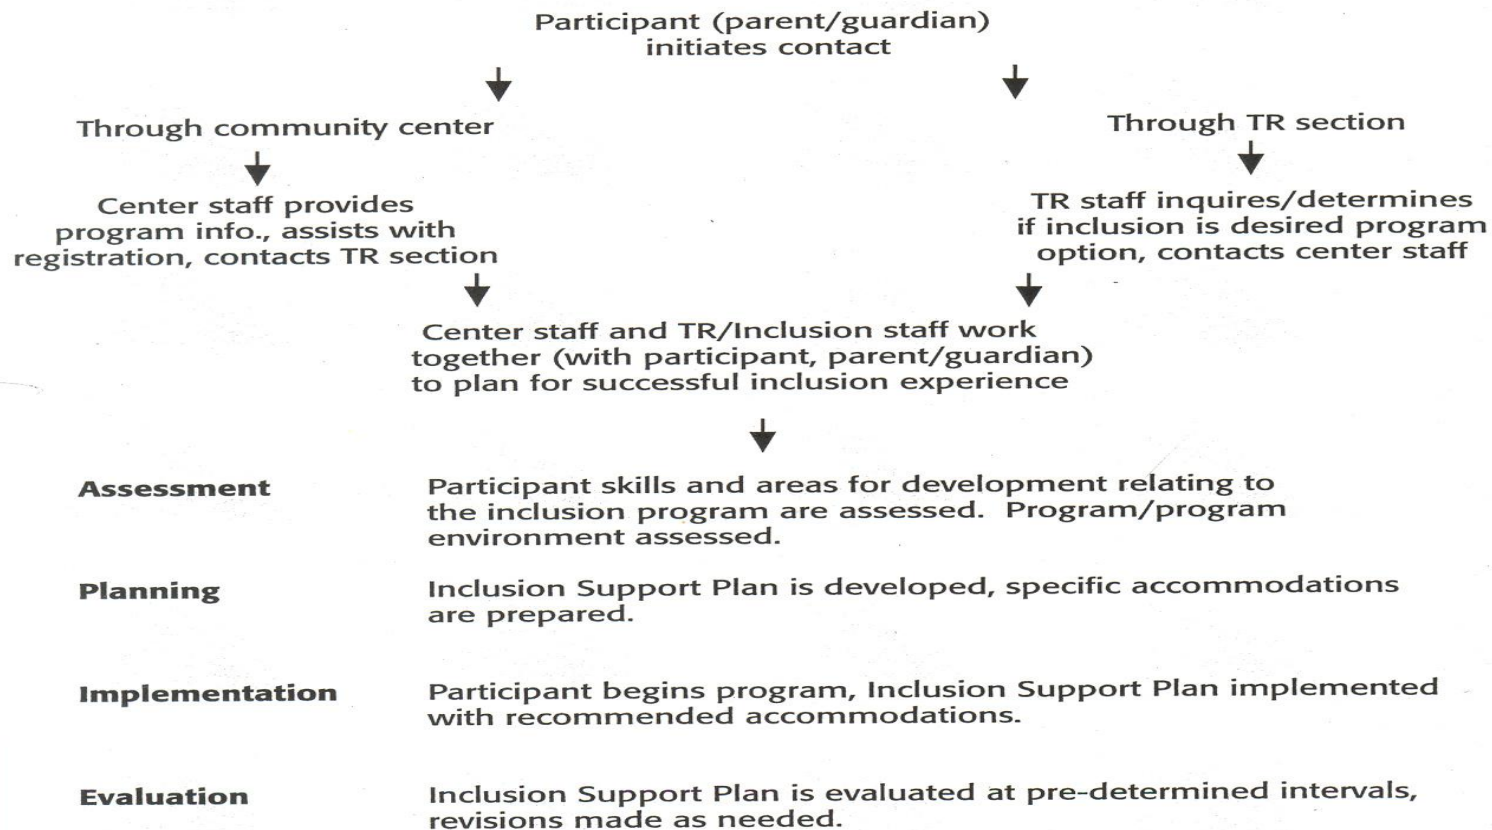 Participant (parent/guardian)
initiates contact
Through community center
Through TR section
Center staff provides
program info., assists with
registration, contacts TR section
TR staff inquires/determines
if inclusion is desired program
option, contacts center staff
Center staff and TR/Inclusion staff work
together (with participant, parent/guardian)
to plan for successful inclusion experience
Assessment
Participant skills and areas for development relating to
the inclusion program are assessed.  Program/program
environment assessed.
Planning
Inclusion Support Plan is developed, specific accommodations
are prepared.
Implementation
Participant begins program, Inclusion Support Plan implemented
with recommended accommodations.
Evaluation
Inclusion Support Plan is evaluated at pre-determined intervals,
revisions made as needed.